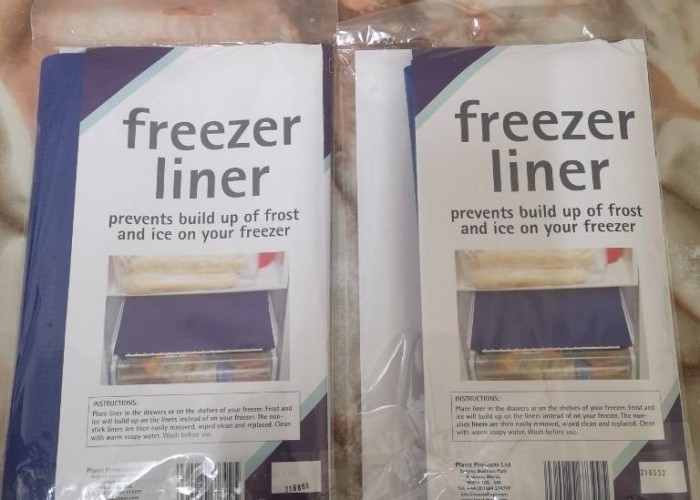 freezer
liner
prevents build up of frost
and ice on your freezer
INSTRUCTIONS:
Place liner in the drawers or on the shelves of your freezer. Frost and
ice will build up on the liners instead of on your freezer. The non-
stick liners are then easily removed, wiped clean and replaced. Clean
with warm soapy water. Wash before use.
freezer
liner
prevents build up of frost
and ice on your freezer
INSTRUCTIONS:
Place liner in the drawers or on the shelves of your freezer. Frost and
ice will build up on the liners instead of on your freezer. The non-
stick liners are then easily removed, wiped clean and replaced. Clean
with warm soapy water. Wash before use.
Ltd
Business Park
Ltd
Business Park